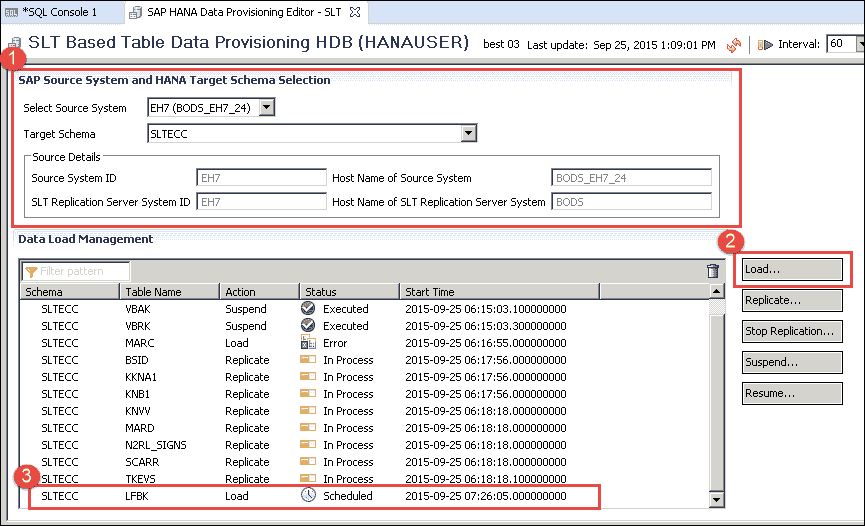 *SQL Console 1
SAP HANA Data Provisioning Editor - SLT
SLT Based Table Data Provisioning HDB (HANAUSER) best 03 Last update: Sep 25, 2015 1:09:01 PM Interval: 60
1
SAP Source System and HANA Target Schema Selection
Select Source System EH7 (BODS_EH7_24)
Target Schema SLTECC
Source Details
Source System ID EH7 Host Name of Source System BODS_EH7_24
SLT Replication Server System ID EH7 Host Name of SLT Replication Server System BODS
Data Load Management
2
Filter pattern
Load...
Replicate...
Stop Replication...
Suspend...
Resume...
Schema Table Name Action Status Start Time
SLTECC VBAK Suspend Executed 2015-09-25 06:15:03.100000000
SLTECC VBRK Suspend Executed 2015-09-25 06:15:03.300000000
SLTECC MARC Load Error 2015-09-25 06:16:55.000000000
SLTECC BSID Replicate In Process 2015-09-25 06:17:56.000000000
SLTECC KKNA1 Replicate In Process 2015-09-25 06:17:56.000000000
SLTECC KNB1 Replicate In Process 2015-09-25 06:17:56.000000000
SLTECC KNVV Replicate In Process 2015-09-25 06:18:18.000000000
SLTECC MARD Replicate In Process 2015-09-25 06:18:18.000000000
SLTECC N2RL_SIGNS Replicate In Process 2015-09-25 06:18:18.000000000
SLTECC SCARR Replicate In Process 2015-09-25 06:18:18.000000000
SLTECC TKEVS Replicate In Process 2015-09-25 06:18:18.100000000
3
SLTECC LFBK Load Scheduled 2015-09-25 07:26:05.000000000